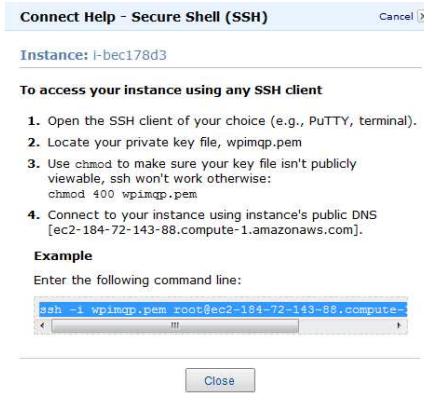 Connect Help - Secure Shell (SSH)
Cancel X
Instance: i-bec178d3
To access your instance using any SSH client
1. Open the SSH client of your choice (e.g., PuTTY, terminal).
2. Locate your private key file, wpimqp.pem
3. Use chmod to make sure your key file isn't publicly
viewable, ssh won't work otherwise:
chmod 400 wpimqp.pem
4. Connect to your instance using instance's public DNS
[ec2-184-72-143-88.compute-1.amazonaws.com].
Example
Enter the following command line:
ssh -i wpimqp.pem root@ec2-184-72-143-88.compute-
Close